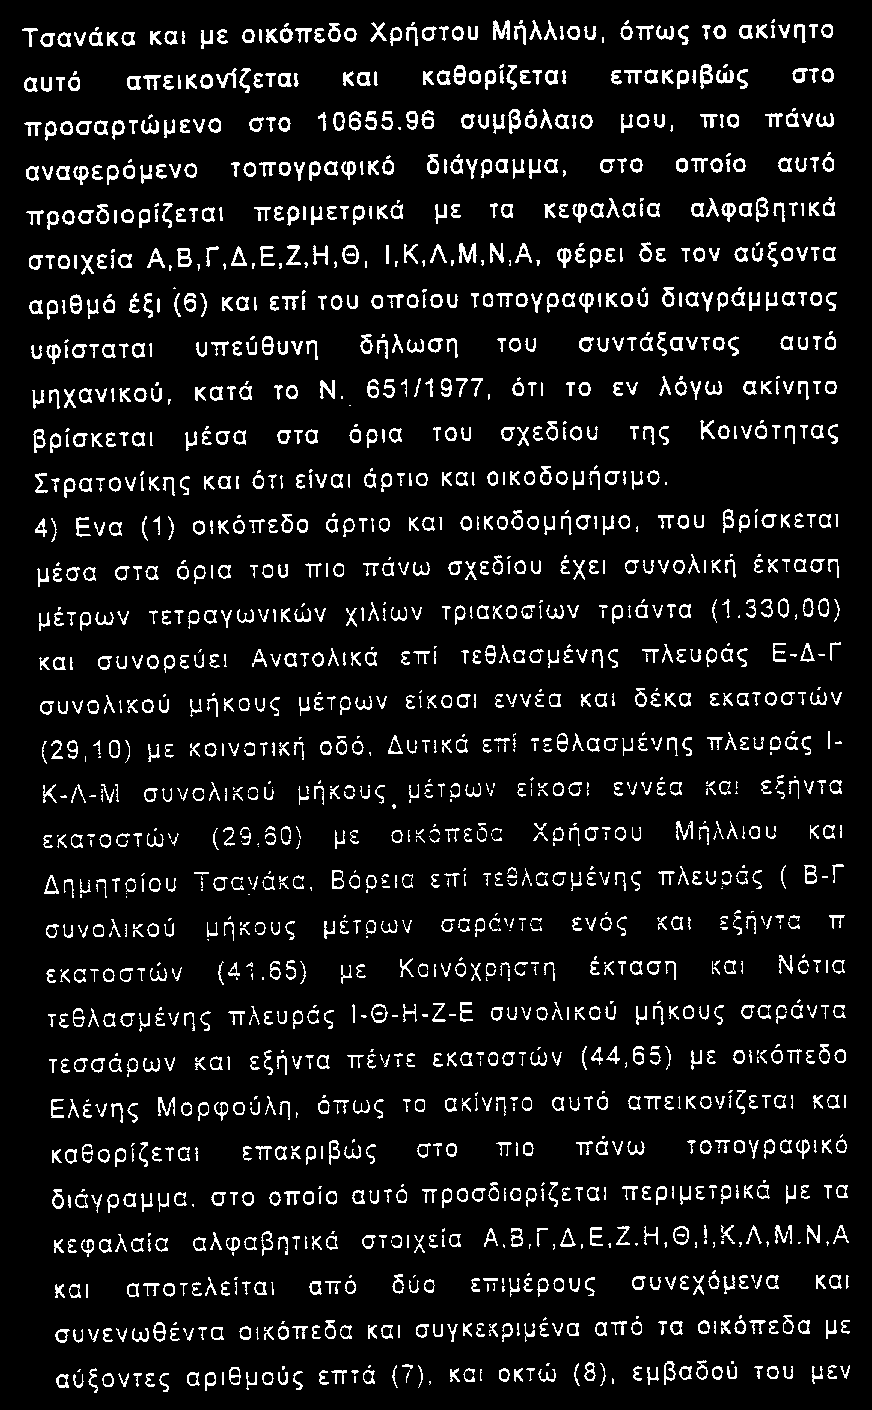 Τσανάκα και με οικόπεδο Χρήστου Μήλλιου, όπως το ακίνητο
αυτό απεικονίζεται και καθορίζεται επακριβώς στο
προσαρτώμενο στο 10655.96 συμβόλαιο μου, πιο πάνω
αναφερόμενο τοπογραφικό διάγραμμα, στο οποίο αυτό
προσδιορίζεται περιμετρικά με τα κεφαλαία αλφαβητικά
στοιχεία Α,Β,Γ,Δ,Ε,Ζ,Η,Θ, Ι,Κ,Λ,Μ,Ν,Α, φέρει δε τον αύξοντα
αριθμό έξι (6) και επί του οποίου τοπογραφικού διαγράμματος
υφίσταται υπεύθυνη δήλωση του συντάξαντος αυτό
μηχανικού, κατά το Ν. 651/1977, ότι το εν λόγω ακίνητο
βρίσκεται μέσα στα όρια του σχεδίου της Κοινότητας
Στρατονίκης και ότι είναι άρτιο και οικοδομήσιμο.
4) Ενα (1) οικόπεδο άρτιο και οικοδομήσιμο, που βρίσκεται
μέσα στα όρια του πιο πάνω σχεδίου έχει συνολική έκταση
μέτρων τετραγωνικών χιλίων τριακοσίων τριάντα (1.330,00)
και συνορεύει Ανατολικά επί τεθλασμένης πλευράς Ε-Δ-Γ
συνολικού μήκους μέτρων είκοσι εννέα και δέκα εκατοστών
(29,10) με κοινοτική οδό, Δυτικά επί τεθλασμένης πλευράς Ι-
Κ-Λ-Μ συνολικού μήκους μέτρων είκοσι εννέα και εξήντα
εκατοστών (29,60) με οικόπεδα Χρήστου Μήλλιου και
Δημητρίου Τσανάκα, Βόρεια επί τεθλασμένης πλευράς ( Β-Γ
συνολικού μήκους μέτρων σαράντα ενός και εξήντα π
εκατοστών (41.65) με Κοινόχρηστη έκταση και Νότια
τεθλασμένης πλευράς Ι-Θ-Η-Ζ-Ε συνολικού μήκους σαράντα
τεσσάρων και εξήντα πέντε εκατοστών (44,65) με οικόπεδο
Ελένης Μορφούλη, όπως το ακίνητο αυτό απεικονίζεται και
καθορίζεται επακριβώς στο πιο πάνω τοπογραφικό
διάγραμμα, στο οποίο αυτό προσδιορίζεται περιμετρικά με τα
κεφαλαία αλφαβητικά στοιχεία Α,Β,Γ,Δ,Ε,Ζ.Η,Θ,Ι,Κ,Λ,Μ.Ν,Α
και αποτελείται από δύο επιμέρους συνεχόμενα και
συνενωθέντα οικόπεδα και συγκεκριμένα από τα οικόπεδα με
αύξοντες αριθμούς επτά (7), και οκτώ (8), εμβαδού του μεν